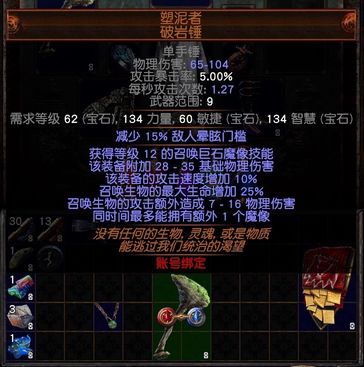 塑泥者
破岩锤
单手锤
物理伤害: 65-104
攻击暴击率: 5.00%
每秒攻击次数: 1.27
武器范围: 9
需求等级 62 (宝石), 134 力量, 60 敏捷 (宝石), 134 智慧 (宝石)
减少 15% 敌人晕眩门槛
获得等级 12 的召唤巨石魔像技能
该装备附加 28 - 35 基础物理伤害
该装备的攻击速度增加 10%
召唤生物的最大生命增加 25%
召唤生物的攻击额外造成 7 - 16 物理伤害
同时最多能拥有额外 1 个魔像
没有任何的生物, 灵魂, 或是物质
能逃过我们统治的渴望
账号绑定
30
13
1
3
1